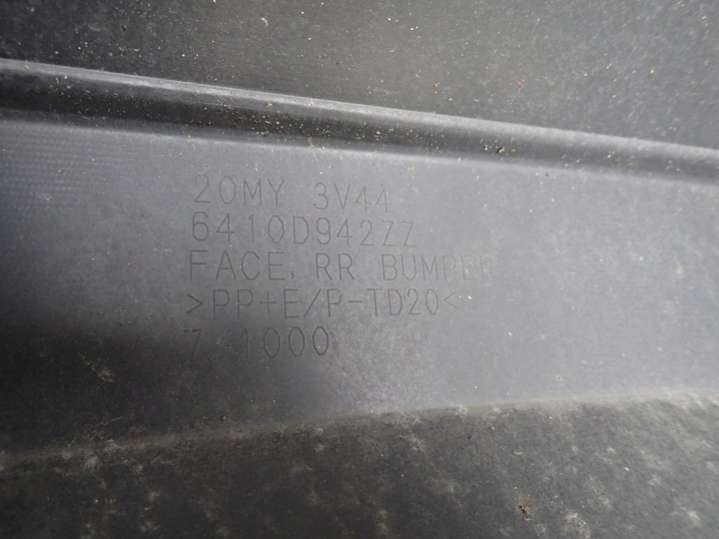 20MY 3V44
6410D942ZZ
FACE, RR BUMPER
>PP+E/P-TD20<
7-1000